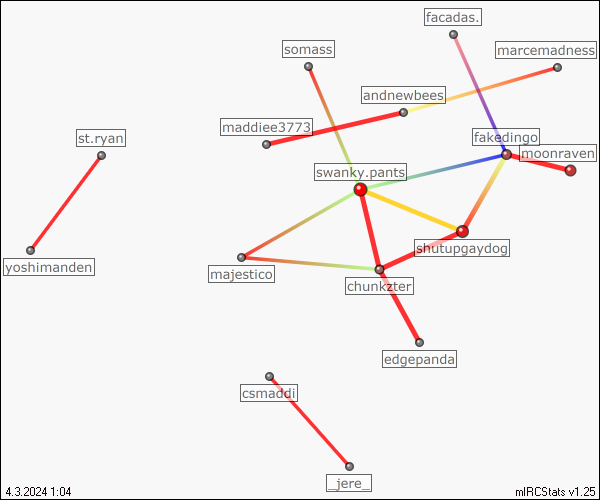 facadas.
somass
marcemadness
andnewbees
maddiee3773
st.ryan
fakedingo
moonraven
swanky.pants
shutupgaydog
yoshimanden
majestico
chunkzter
edgepanda
csmaddi
_jere_
4.3.2024 1:04
mIRCStats v1.25